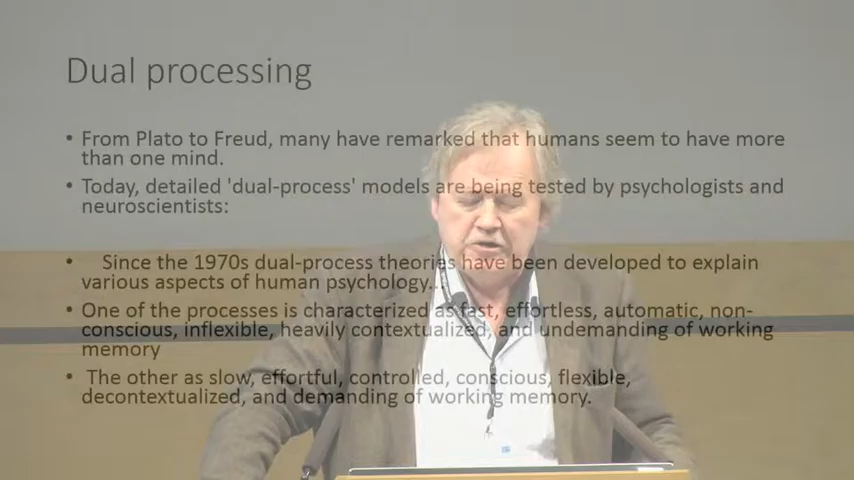 Dual processing
• From Plato to Freud, many have remarked that humans seem to have more
than one mind.
• Today, detailed 'dual-process' models are being tested by psychologists and
neuroscientists:
• Since the 1970s dual-process theories have been developed to explain
various aspects of human psychology...
• One of the processes is characterized as fast, effortless, automatic, non-
conscious, inflexible, heavily contextualized, and undemanding of working
memory
• The other as slow, effortful, controlled, conscious, flexible,
decontextualized, and demanding of working memory.